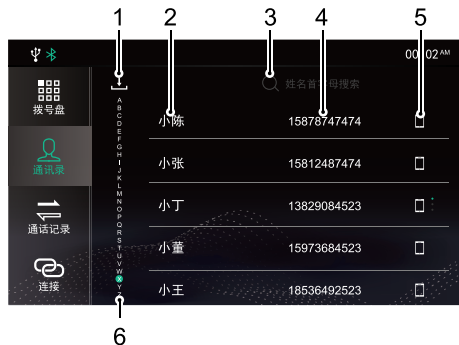 1 2 3 4 5
00:02 AM
姓名首字母搜索
拨号盘
通讯录
通话记录
连接
A
B
C
D
E
F
G
H
I
J
K
L
M
N
O
P
Q
R
S
T
U
V
W
X
Y
Z
小陈 15878747474
小张 15812487474
小丁 13829084523
小董 15973684523
小王 18536492523
6